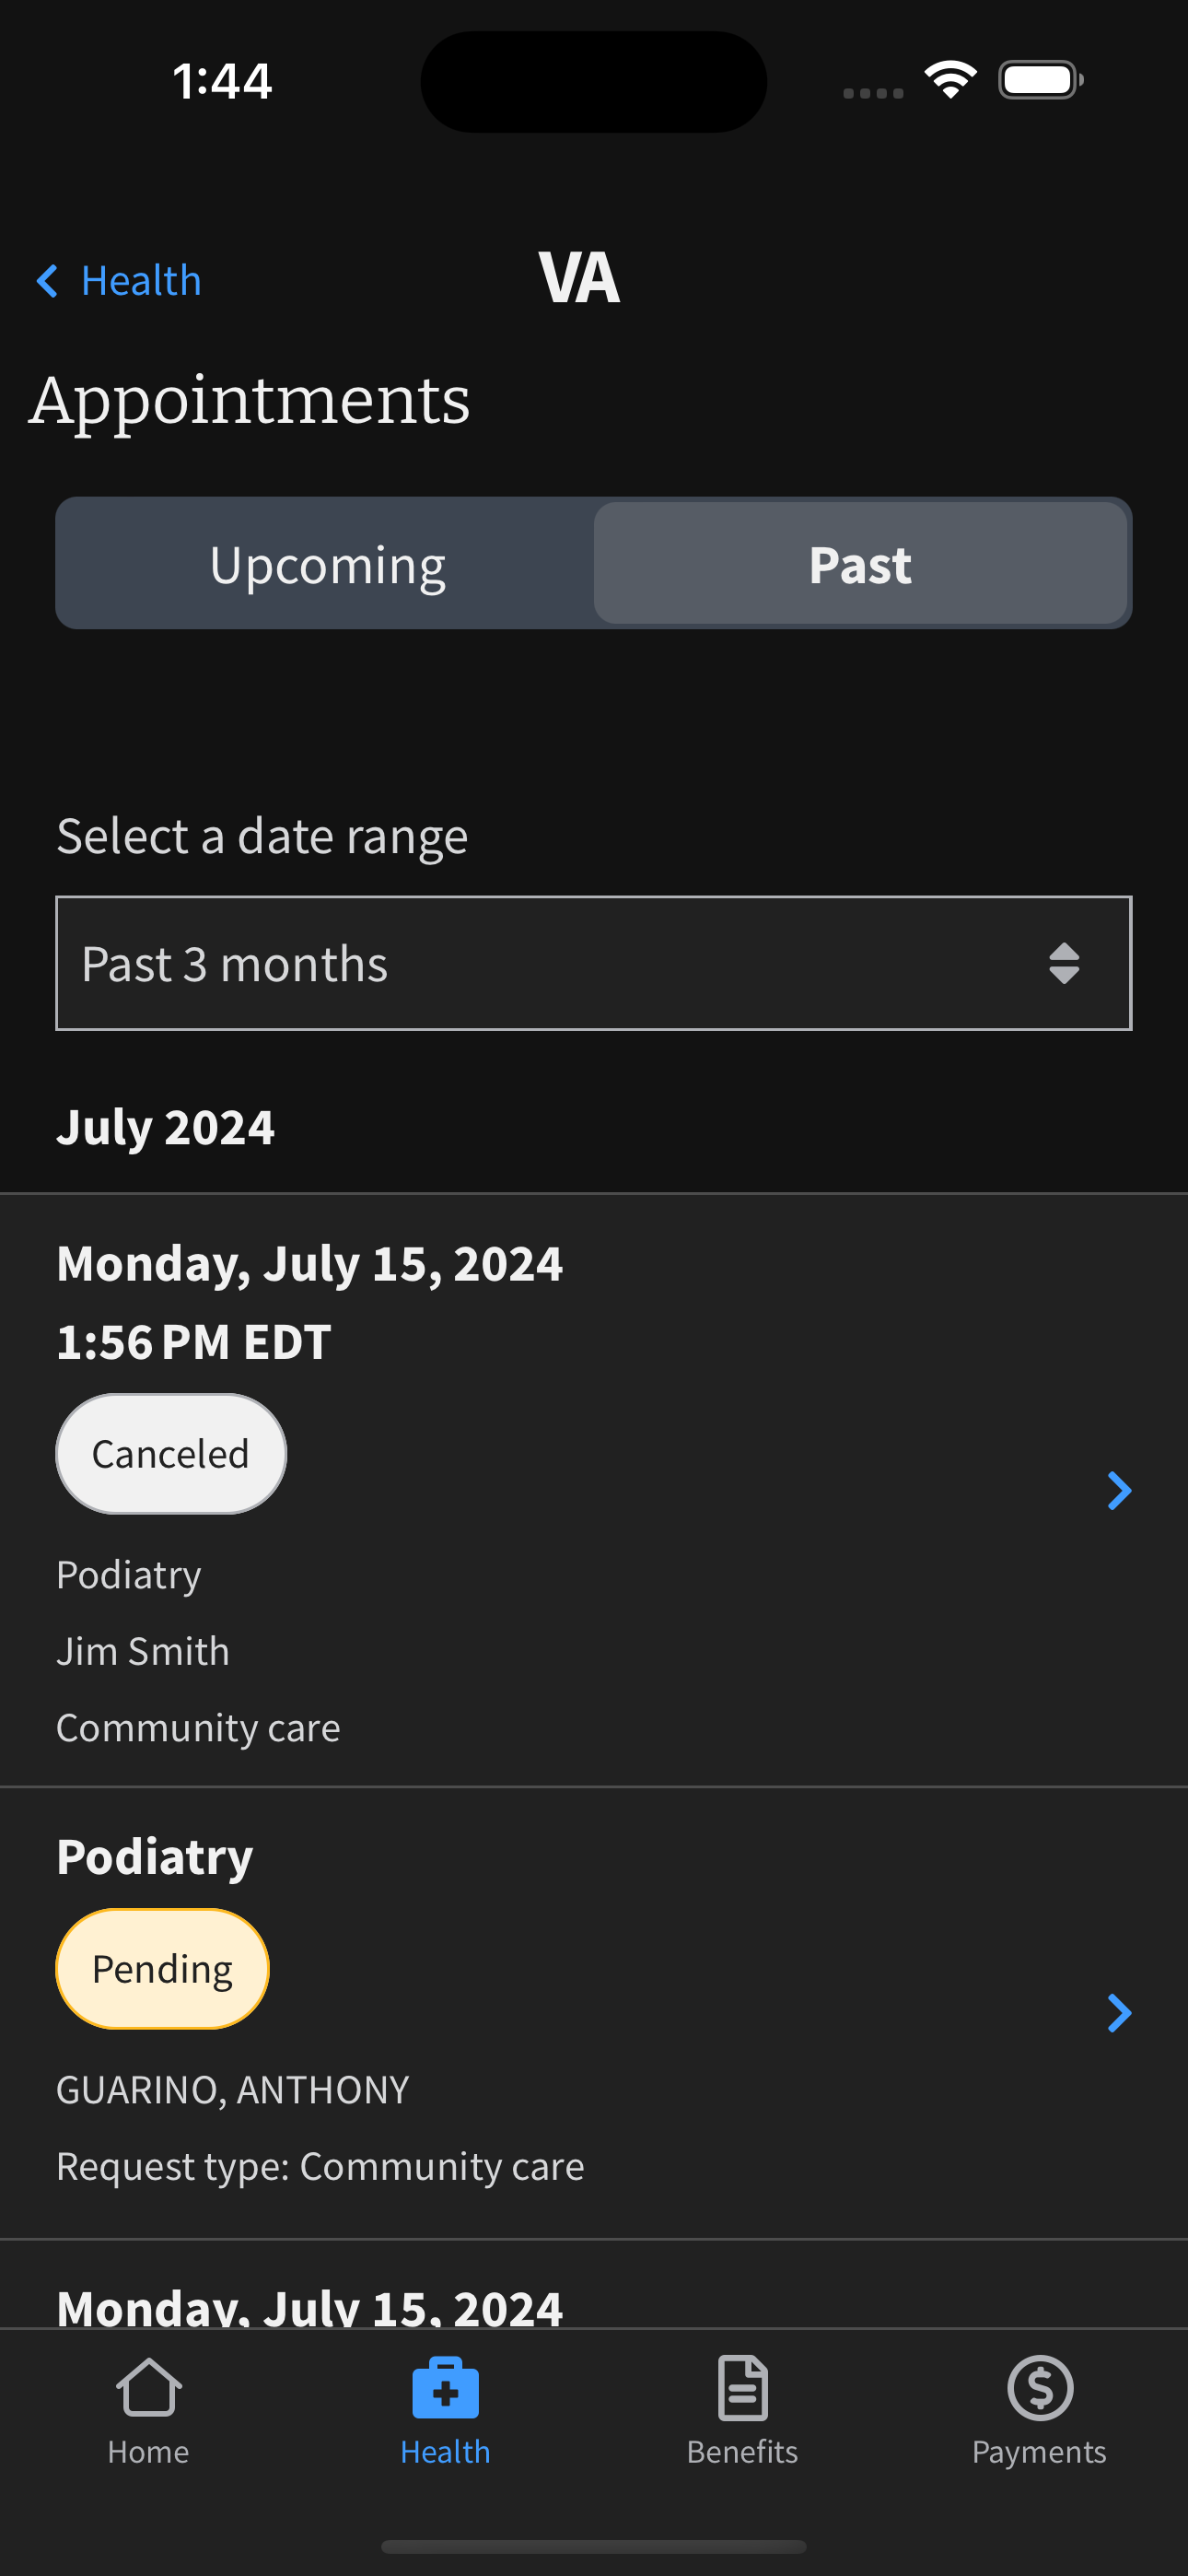 1:44
Health
VA
Appointments
Upcoming
Past
Select a date range
Past 3 months
July 2024
Monday, July 15, 2024
1:56 PM EDT
Canceled
Podiatry
Jim Smith
Community care
Podiatry
Pending
GUARINO, ANTHONY
Request type: Community care
Monday, July 15, 2024
Home
Health
Benefits
Payments